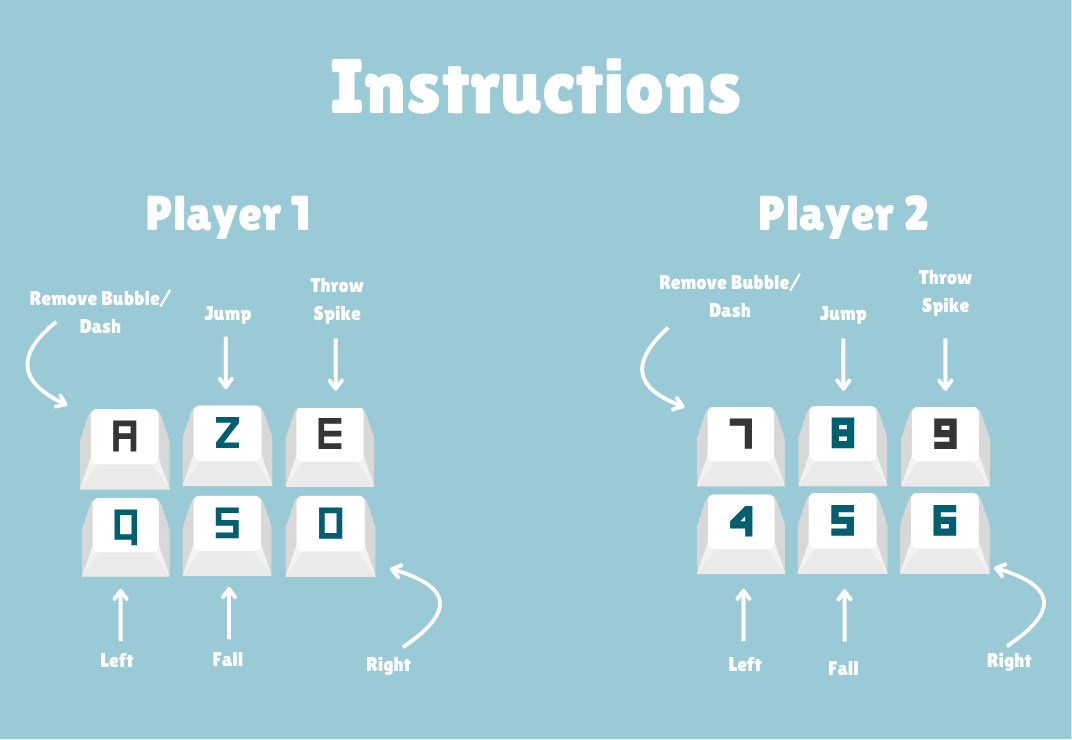 Instructions
Player 1
Remove Bubble/
Dash
Jump
Throw
Spike
A Z E
Q S D
Left
Fall
Right
Player 2
Remove Bubble/
Dash
Jump
Throw
Spike
7 8 9
4 5 6
Left
Fall
Right